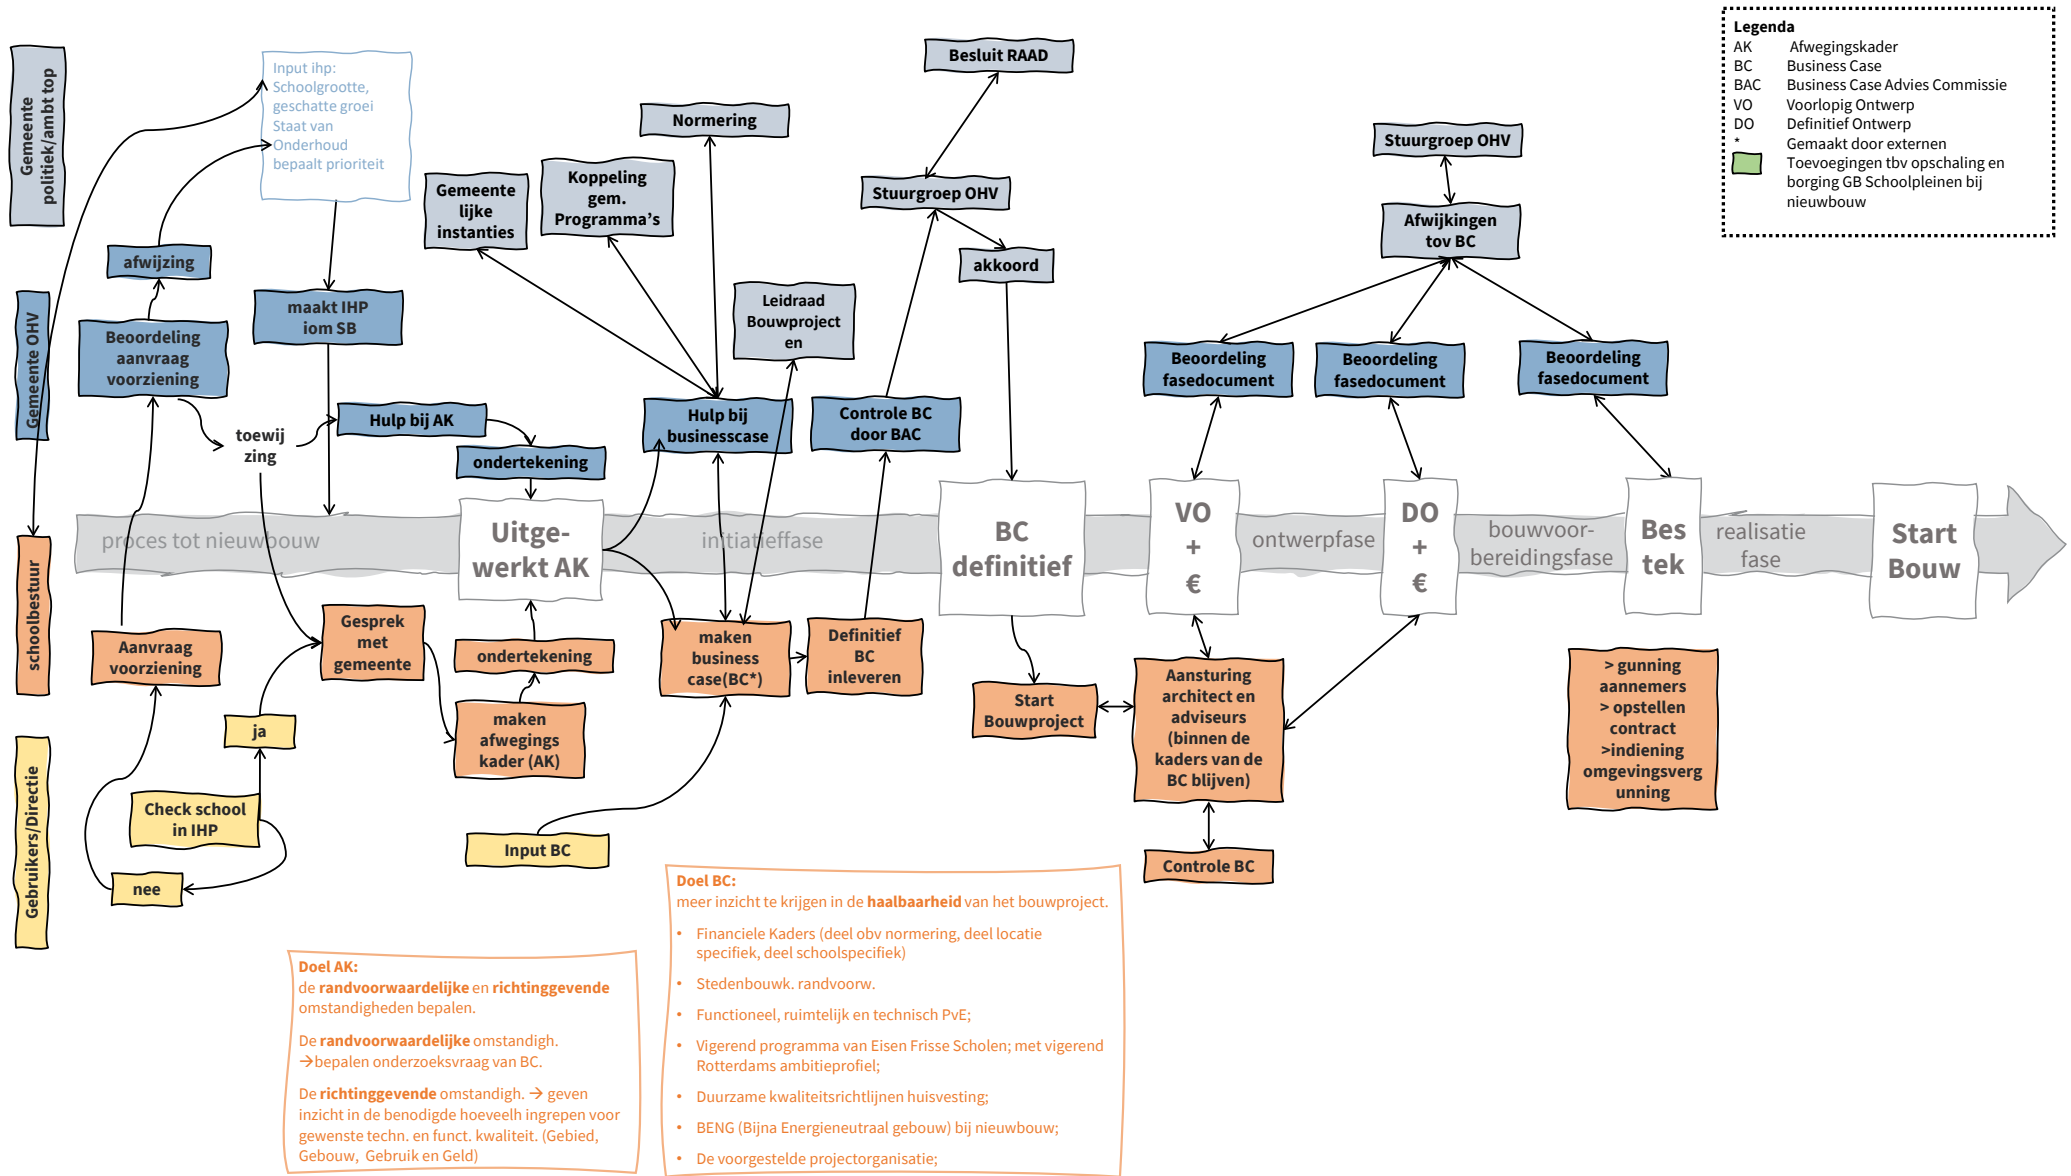 Gemeente
politiek/ambt top
Gemeente OHV
schoolbestuur
Gebruikers/Directie
Input ihp:
Schoolgrootte,
geschatte groei
Staat van
Onderhoud
bepaalt prioriteit
afwijzing
Beoordeling
aanvraag
voorziening
maakt IHP
iom SB
toewij
zing
Hulp bij AK
ondertekening
Gemeente
lijke
instanties
Koppeling
gem.
Programma's
Normering
Leidraad
Bouwproject
en
Hulp bij
businesscase
Controle BC
door BAC
Besluit RAAD
Stuurgroep OHV
akkoord
Stuurgroep OHV
Afwijkingen
tov BC
Beoordeling
fasedocument
Beoordeling
fasedocument
Beoordeling
fasedocument
Legenda
AK Afwegingskader
BC Business Case
BAC Business Case Advies Commissie
VO Voorlopig Ontwerp
DO Definitief Ontwerp
* Gemaakt door externen
Toevoegingen tbv opschaling en
borging GB Schoolpleinen bij
nieuwbouw
proces tot nieuwbouw
Uitge-
werkt AK
initiatieffase
BC
definitief
VO
+
€
ontwerpfase
DO
+
€
bouwvoor-
bereidingsfase
Bes
tek
realisatie
fase
Start
Bouw
Aanvraag
voorziening
Gesprek
met
gemeente
ondertekening
maken
afwegings
kader (AK)
maken
business
case(BC*)
Definitief
BC
inleveren
Start
Bouwproject
Aansturing
architect en
adviseurs
(binnen de
kaders van de
BC blijven)
Controle BC
> gunning
aannemers
> opstellen
contract
>indiening
omgevingsverg
unning
ja
Check school
in IHP
nee
Input BC
Doel AK:
de randvoorwaardelijke en richtinggevende
omstandigheden bepalen.
De randvoorwaardelijke omstandigh.
→bepalen onderzoeksvraag van BC.
De richtinggevende omstandigh. → geven
inzicht in de benodigde hoeveelh ingrepen voor
gewenste techn. en funct. kwaliteit. (Gebied,
Gebouw, Gebruik en Geld)
Doel BC:
meer inzicht te krijgen in de haalbaarheid van het bouwproject.
• Financiele Kaders (deel obv normering, deel locatie
specifiek, deel schoolspecifiek)
• Stedenbouwk. randvoorw.
• Functioneel, ruimtelijk en technisch PvE;
• Vigerend programma van Eisen Frisse Scholen; met vigerend
Rotterdams ambitieprofiel;
• Duurzame kwaliteitsrichtlijnen huisvesting;
• BENG (Bijna Energieneutraal gebouw) bij nieuwbouw;
• De voorgestelde projectorganisatie;